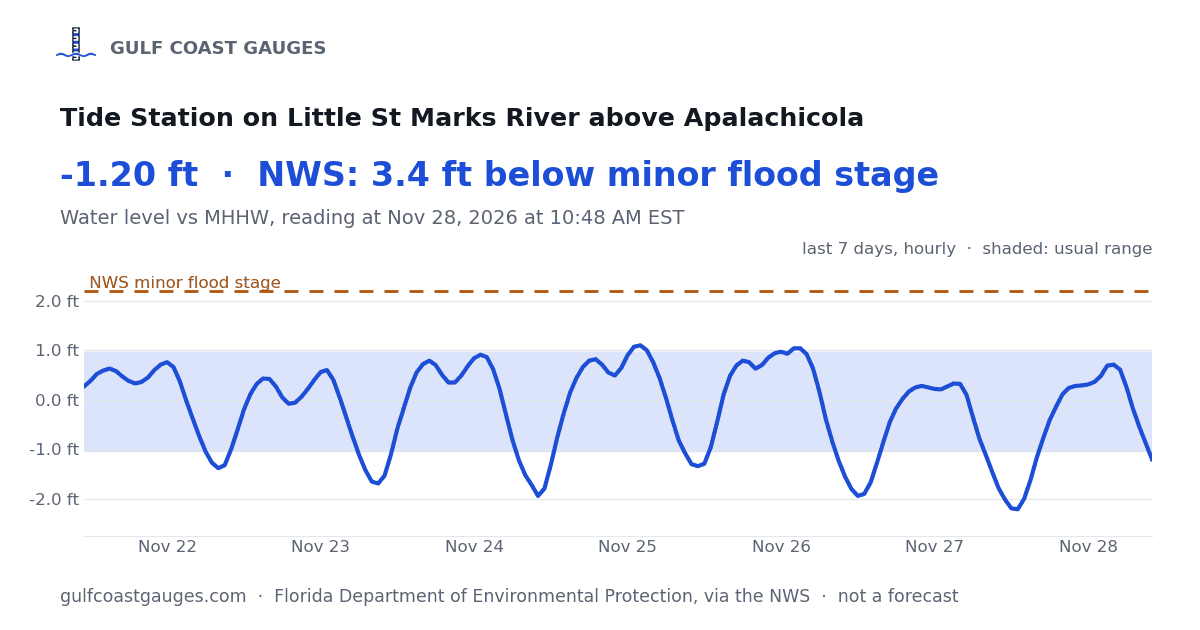 GULF COAST GAUGES
Tide Station on Little St Marks River above Apalachicola
-1.20 ft · NWS: 3.4 ft below minor flood stage
Water level vs MHHW, reading at Nov 28, 2026 at 10:48 AM EST
last 7 days, hourly · shaded: usual range
NWS minor flood stage
2.0 ft
1.0 ft
0.0 ft
-1.0 ft
-2.0 ft
Nov 22 Nov 23 Nov 24 Nov 25 Nov 26 Nov 27 Nov 28
gulfcoastgauges.com · Florida Department of Environmental Protection, via the NWS · not a forecast